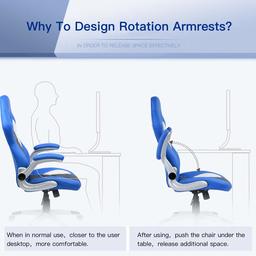 Why To Design Rotation Armrests?
IN ORDER TO RELEASE SPACE EFFECTIVELY
When in normal use, closer to the user
desktop, more comfortable.
After using, push the chair under the
table, release additional space.